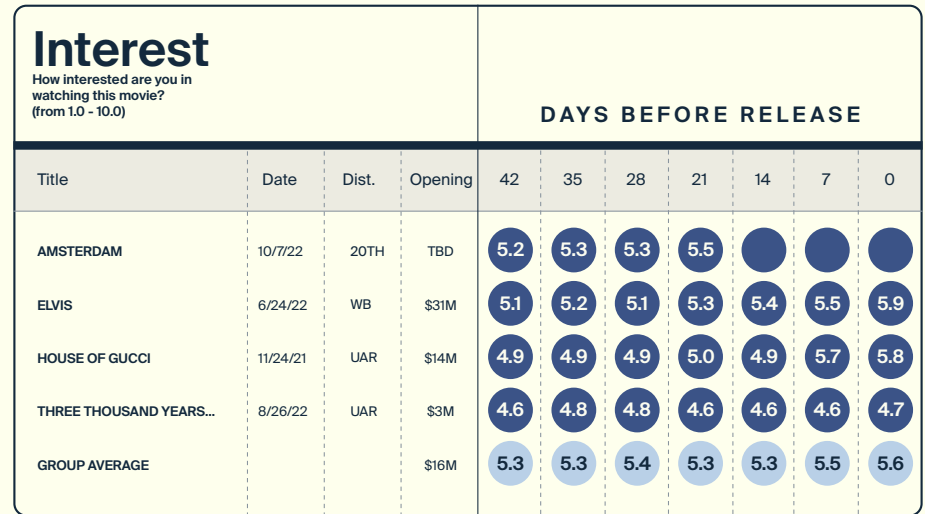 Interest
How interested are you in
watching this movie?
(from 1.0 - 10.0)
DAYS BEFORE RELEASE
Title Date Dist. Opening 42 35 28 21 14 7 0
AMSTERDAM 10/7/22 20TH TBD 5.2 5.3 5.3 5.5
ELVIS 6/24/22 WB $31M 5.1 5.2 5.1 5.3 5.4 5.5 5.9
HOUSE OF GUCCI 11/24/21 UAR $14M 4.9 4.9 4.9 5.0 4.9 5.7 5.8
THREE THOUSAND YEARS... 8/26/22 UAR $3M 4.6 4.8 4.8 4.6 4.6 4.6 4.7
GROUP AVERAGE $16M 5.3 5.3 5.4 5.3 5.3 5.5 5.6